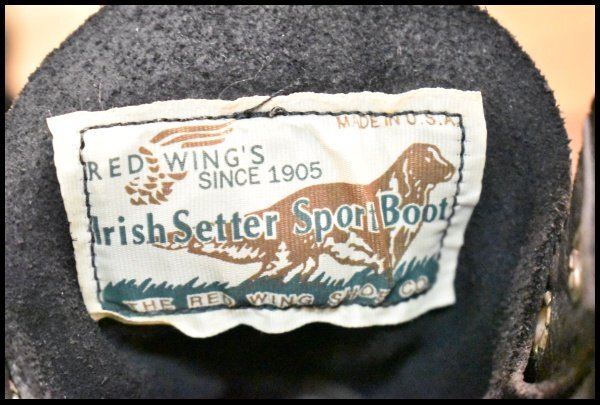 MADE IN U.S.A.
RED WING'S
SINCE 1905
Irish Setter Sport Boot
THE RED WING SHOE CO.